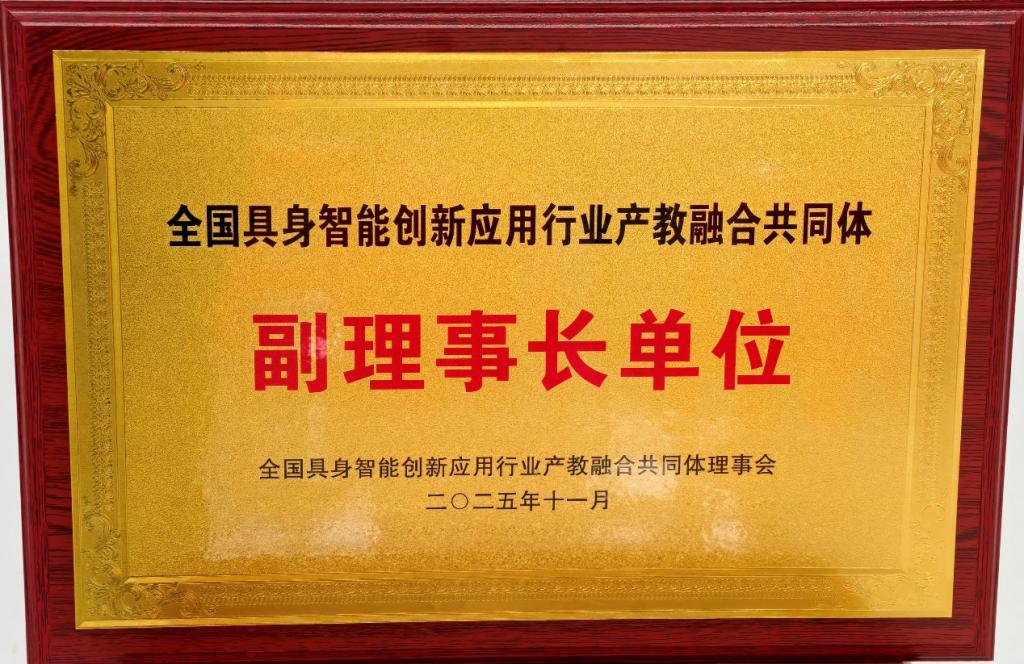 全国具身智能创新应用行业产教融合共同体
副理事长单位
全国具身智能创新应用行业产教融合共同体理事会
二〇二五年十一月